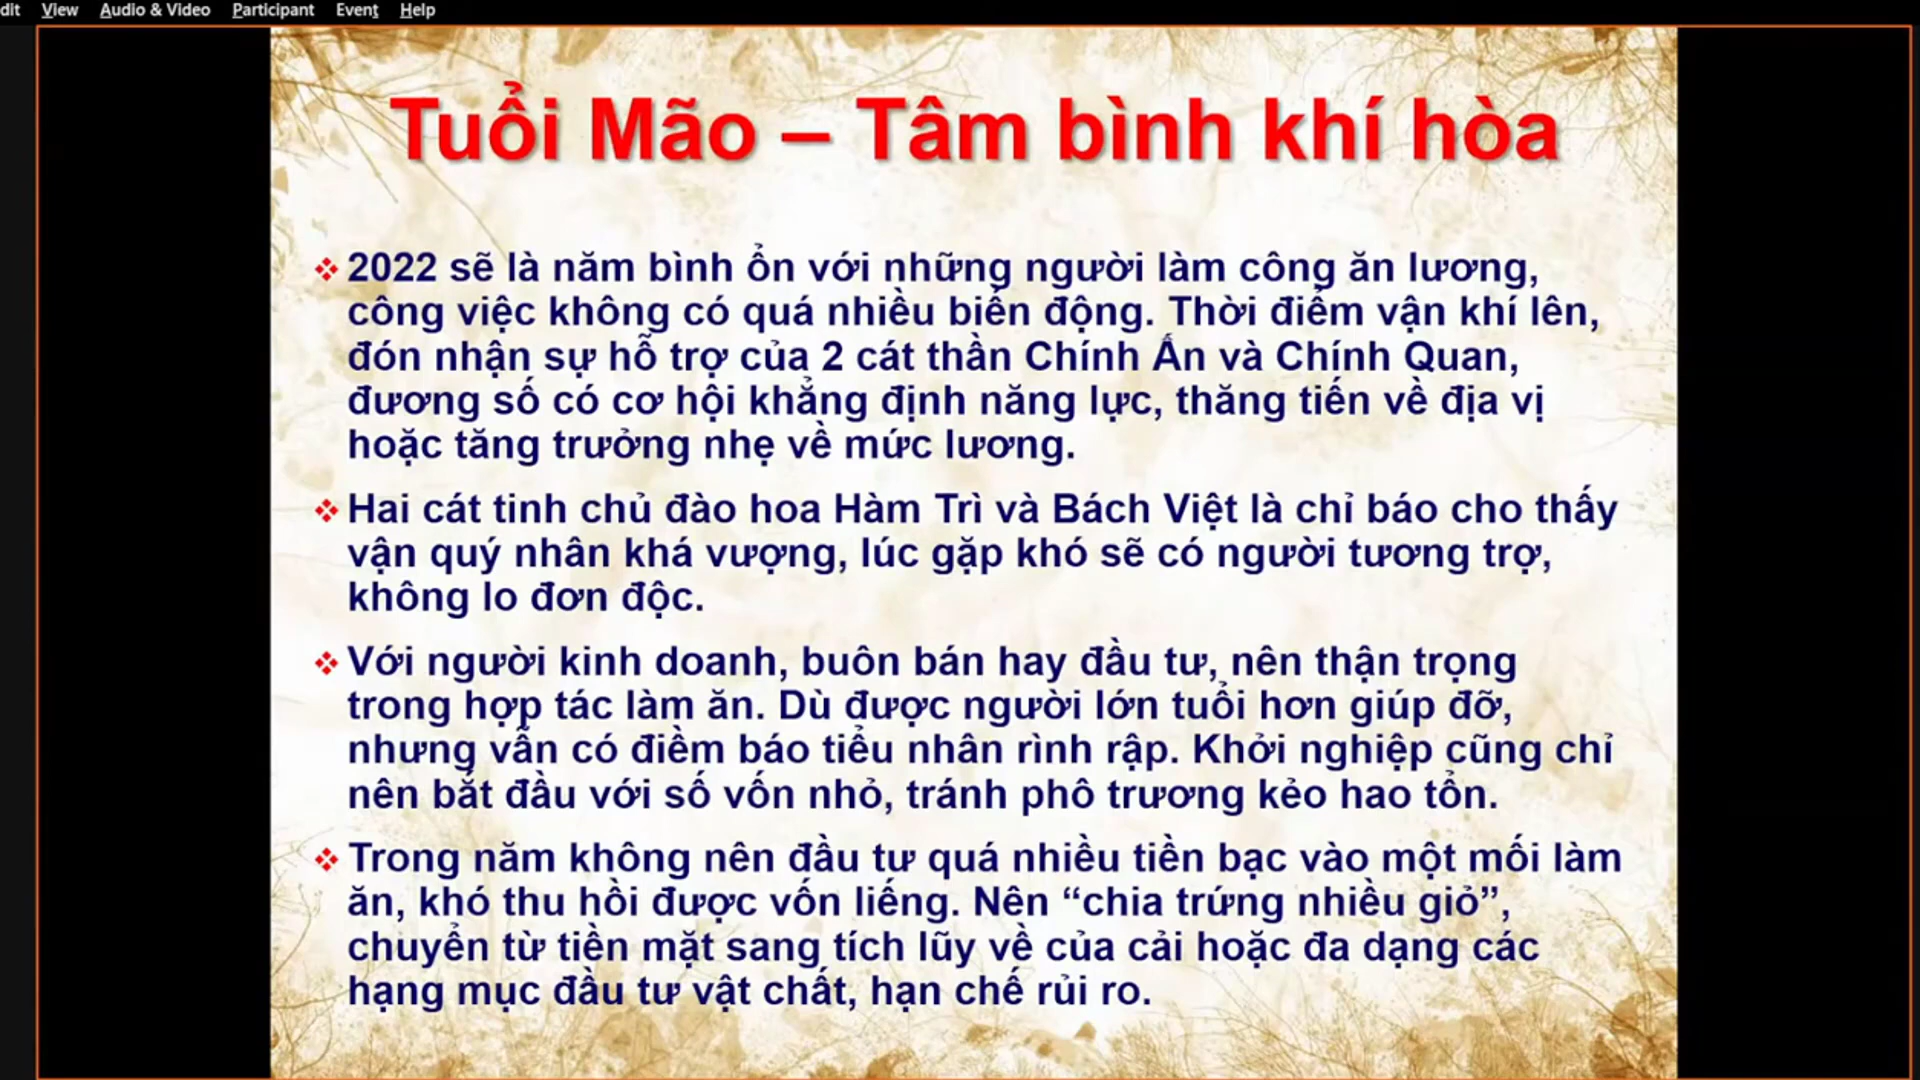 dit View Audio & Video Participant Event Help
Tuổi Mão – Tâm bình khí hòa
❖ 2022 sẽ là năm bình ổn với những người làm công ăn lương,
công việc không có quá nhiều biến động. Thời điểm vận khí lên,
đón nhận sự hỗ trợ của 2 cát thần Chính Ấn và Chính Quan,
đương số có cơ hội khẳng định năng lực, thăng tiến về địa vị
hoặc tăng trưởng nhẹ về mức lương.
❖ Hai cát tinh chủ đào hoa Hàm Trì và Bách Việt là chỉ báo cho thấy
vận quý nhân khá vượng, lúc gặp khó sẽ có người tương trợ,
không lo đơn độc.
❖ Với người kinh doanh, buôn bán hay đầu tư, nên thận trọng
trong hợp tác làm ăn. Dù được người lớn tuổi hơn giúp đỡ,
nhưng vẫn có điềm báo tiểu nhân rình rập. Khởi nghiệp cũng chỉ
nên bắt đầu với số vốn nhỏ, tránh phô trương kẻo hao tổn.
❖ Trong năm không nên đầu tư quá nhiều tiền bạc vào một mối làm
ăn, khó thu hồi được vốn liếng. Nên “chia trứng nhiều giỏ”,
chuyển từ tiền mặt sang tích lũy về của cải hoặc đa dạng các
hạng mục đầu tư vật chất, hạn chế rủi ro.